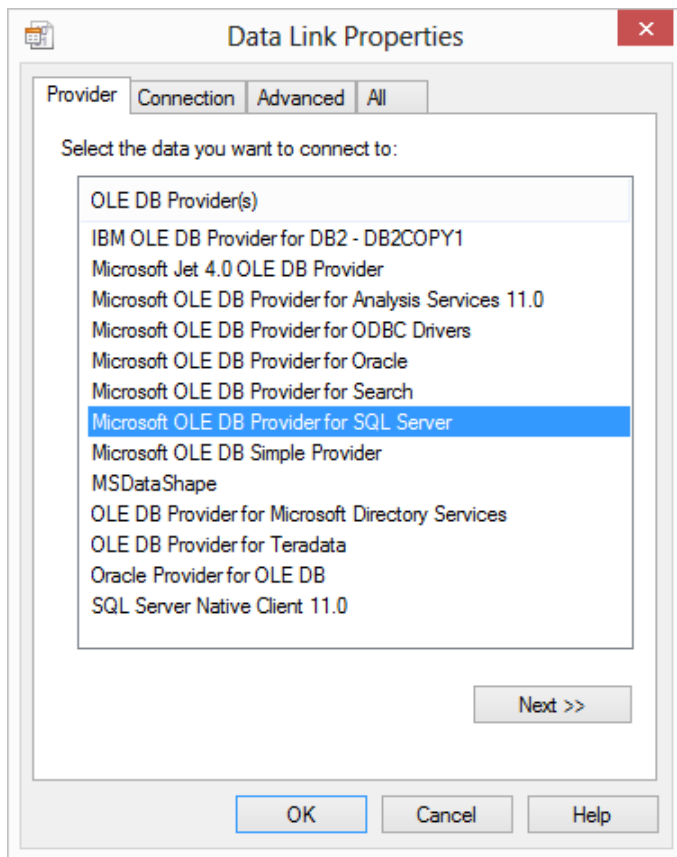 Data Link Properties
Provider Connection Advanced All
Select the data you want to connect to:
OLE DB Provider(s)
IBM OLE DB Provider for DB2 - DB2COPY1
Microsoft Jet 4.0 OLE DB Provider
Microsoft OLE DB Provider for Analysis Services 11.0
Microsoft OLE DB Provider for ODBC Drivers
Microsoft OLE DB Provider for Oracle
Microsoft OLE DB Provider for Search
Microsoft OLE DB Provider for SQL Server
Microsoft OLE DB Simple Provider
MSDataShape
OLE DB Provider for Microsoft Directory Services
OLE DB Provider for Teradata
Oracle Provider for OLE DB
SQL Server Native Client 11.0
Next >>
OK Cancel Help